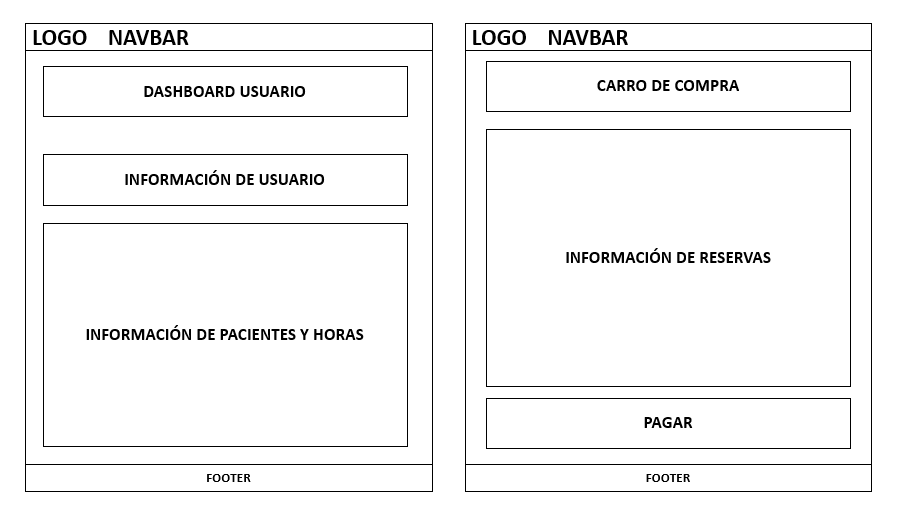 LOGO NAVBAR
DASHBOARD USUARIO
INFORMACIÓN DE USUARIO
INFORMACIÓN DE PACIENTES Y HORAS
FOOTER
LOGO NAVBAR
CARRO DE COMPRA
INFORMACIÓN DE RESERVAS
PAGAR
FOOTER